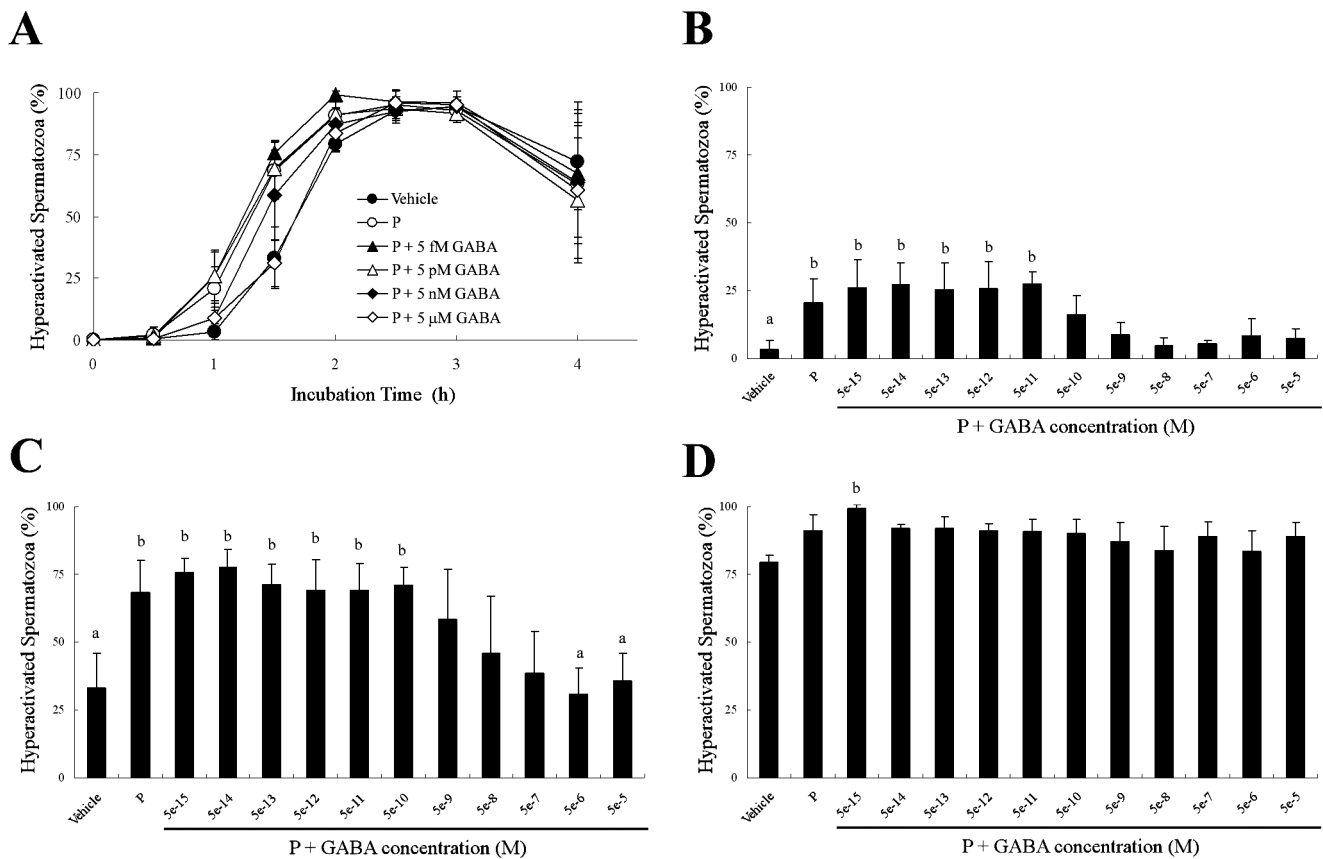 A
Hyperactivated Spermatozoa (%)
100
75
50
25
0
0 1 2 3 4
Incubation Time (h)
Vehicle
P
P + 5 fM GABA
P + 5 pM GABA
P + 5 nM GABA
P + 5 µM GABA
B
Hyperactivated Spermatozoa (%)
100
75
50
25
0
a b b b b b b
Vehicle P 5e-15 5e-14 5e-13 5e-12 5e-11 5e-10 5e-9 5e-8 5e-7 5e-6 5e-5
P + GABA concentration (M)
C
Hyperactivated Spermatozoa (%)
100
75
50
25
0
a b b b b b b b a a
Vehicle P 5e-15 5e-14 5e-13 5e-12 5e-11 5e-10 5e-9 5e-8 5e-7 5e-6 5e-5
P + GABA concentration (M)
D
Hyperactivated Spermatozoa (%)
100
75
50
25
0
b
Vehicle P 5e-15 5e-14 5e-13 5e-12 5e-11 5e-10 5e-9 5e-8 5e-7 5e-6 5e-5
P + GABA concentration (M)